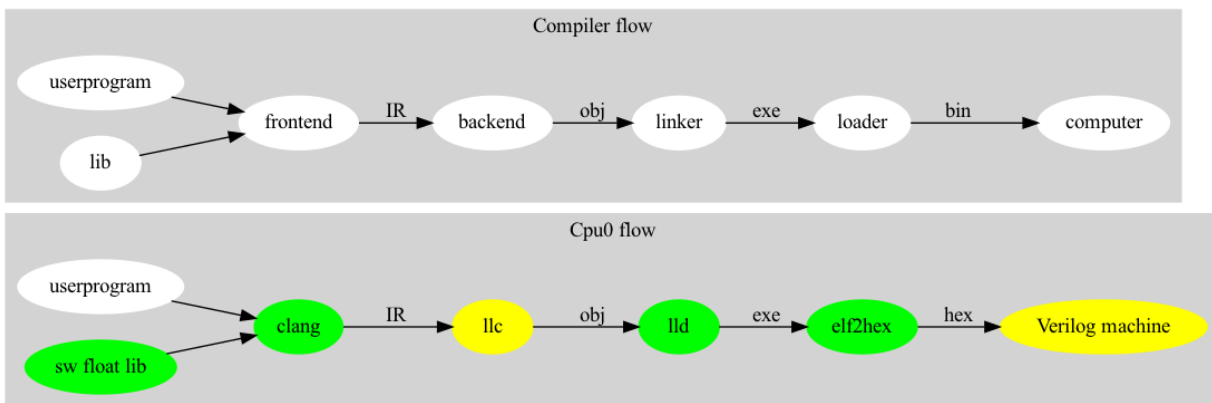 Compiler flow
userprogram
lib
frontend
IR
backend
obj
linker
exe
loader
bin
computer
Cpu0 flow
userprogram
sw float lib
clang
IR
llc
obj
lld
exe
elf2hex
hex
Verilog machine